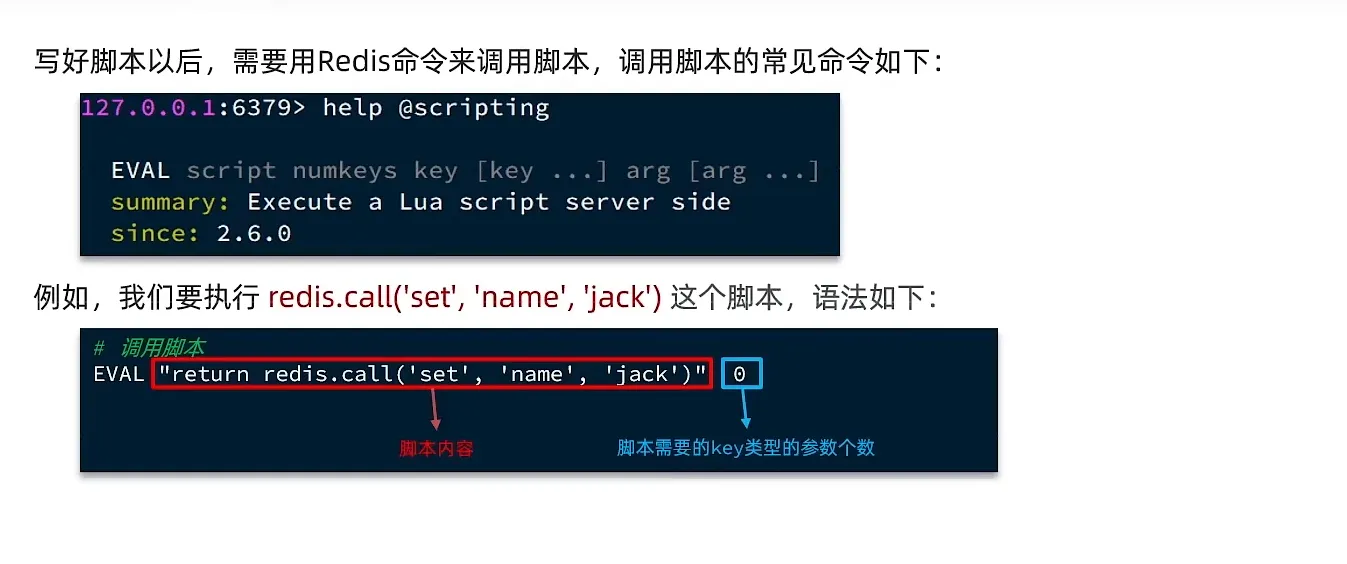 写好脚本以后，需要用Redis命令来调用脚本，调用脚本的常见命令如下：
127.0.0.1:6379> help @scripting
EVAL script numkeys key [key ...] arg [arg ...]
summary: Execute a Lua script server side
since: 2.6.0
例如，我们要执行 redis.call('set', 'name', 'jack') 这个脚本，语法如下：
# 调用脚本
EVAL "return redis.call('set', 'name', 'jack')" 0
脚本内容 脚本需要的key类型的参数个数